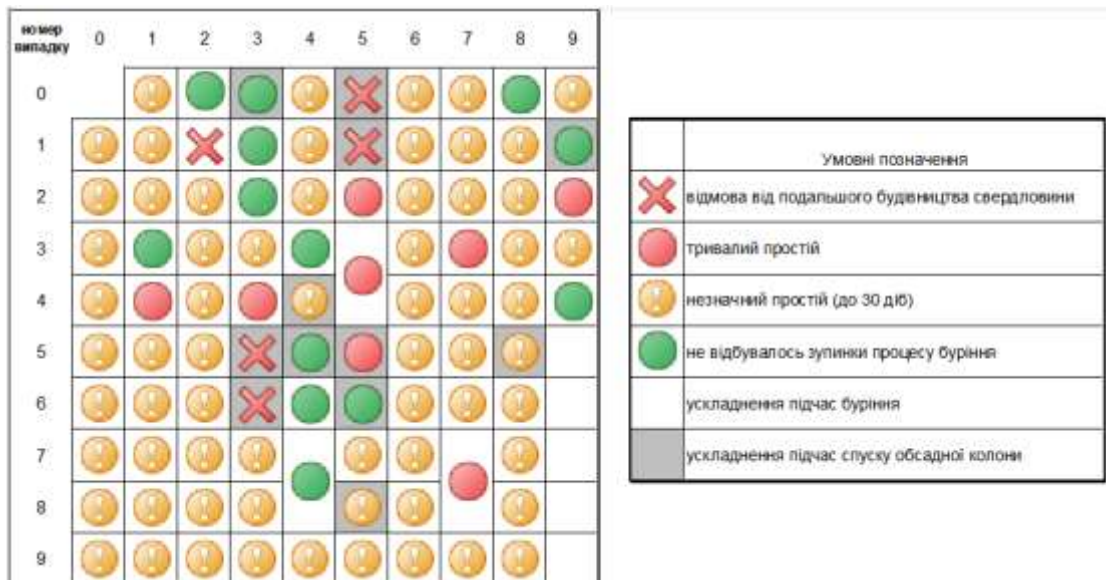 номер
випадку 0 1 2 3 4 5 6 7 8 9
0
1
2
3
4
5
6
7
8
9
Умовні позначення
відмова від подальшого будівництва свердловини
тривалий простій
незначний простій (до 30 діб)
не відбувалось зупинки процесу буріння
ускладнення підчас буріння
ускладнення підчас спуску обсадної колони